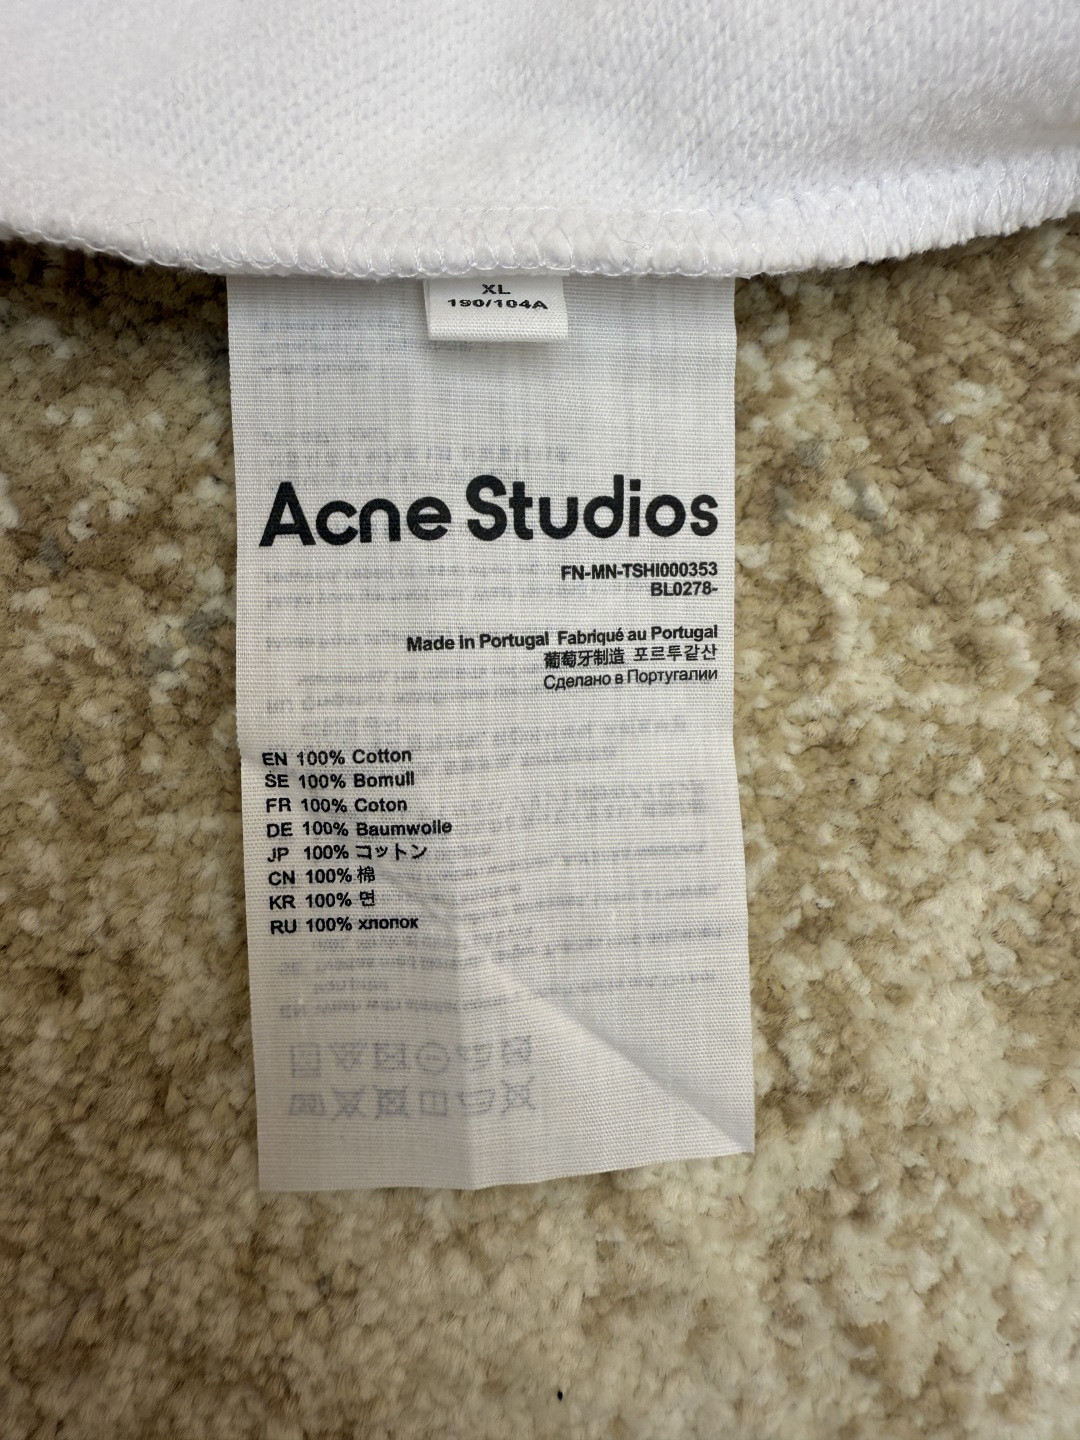 XL
190/104A
Acne Studios
FN-MN-TSHI000353
BL0278-
Made in Portugal Fabriqué au Portugal
葡萄牙制造 포르투갈산
Сделано в Португалии
EN 100% Cotton
SE 100% Bomull
FR 100% Coton
DE 100% Baumwolle
JP 100% コットン
CN 100% 棉
KR 100% 면
RU 100% хлопок